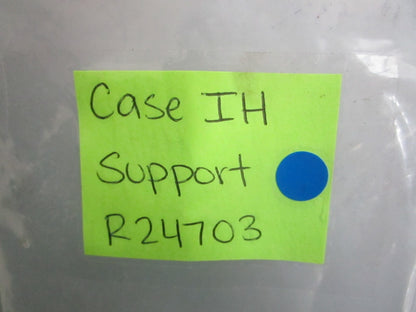 Case IH
Support
R24703